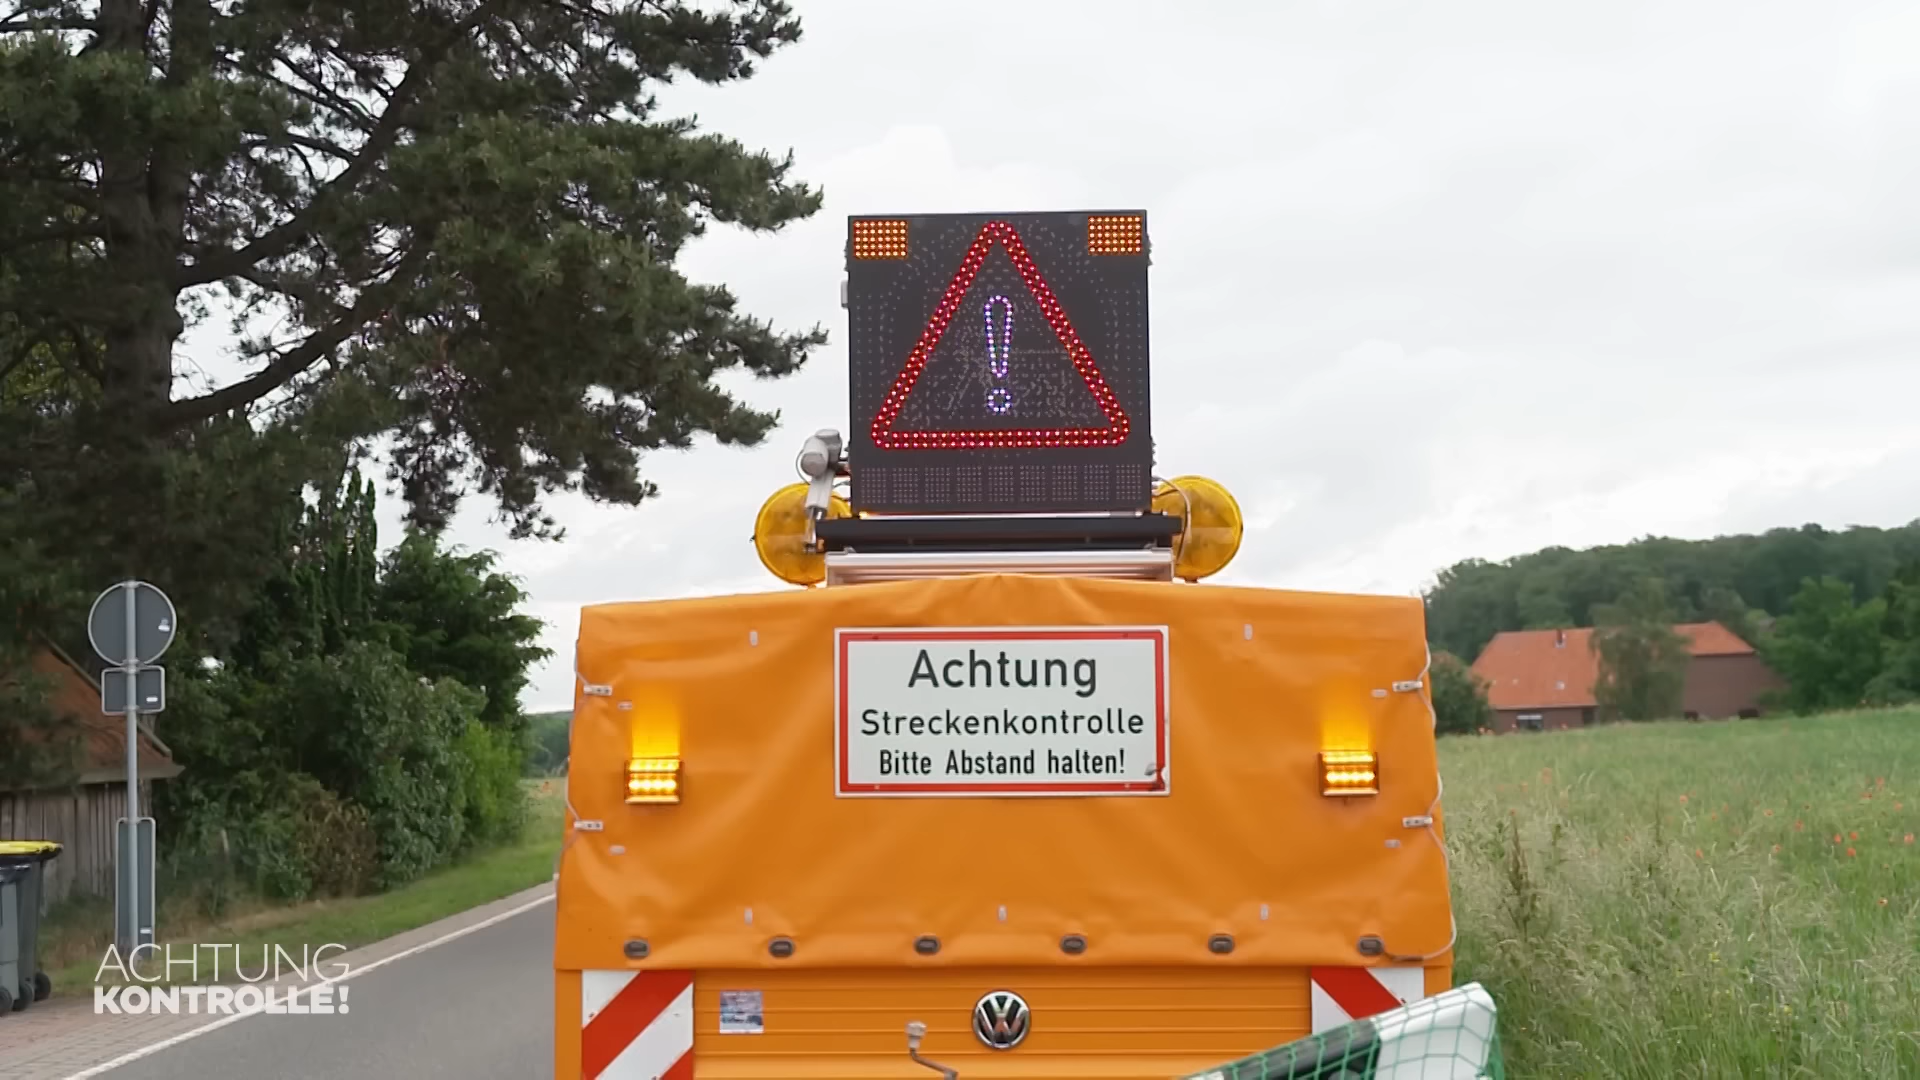 Achtung
Streckenkontrolle
Bitte Abstand halten!
ACHTUNG
KONTROLLE!